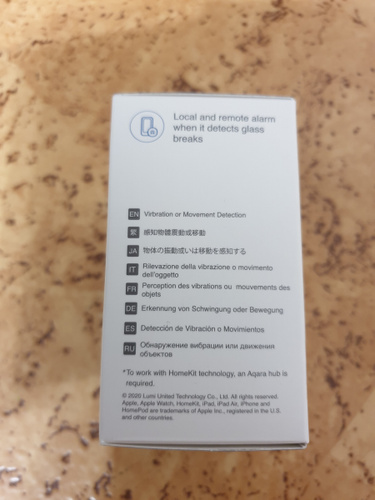 Local and remote alarm
when it detects glass
breaks
EN Virbration or Movement Detection
繁 感知物體震動或移動
JA 物体の振動或いは移動を感知する
IT Rilevazione della vibrazione o movimento
dell'oggetto
FR Perception des vibrations ou mouvements des
objets
DE Erkennung von Schwingung oder Bewegung
ES Detección de Vibración o Movimientos
RU Обнаружение вибрации или движения
объектов
*To work with HomeKit technology, an Aqara hub is
required.
© 2020 Lumi United Technology Co., Ltd. All rights reserved.
Apple, Apple Watch, HomeKit, iPad, iPad Air, iPhone and
HomePod are trademarks of Apple Inc., registered in the U.S.
and other countries.